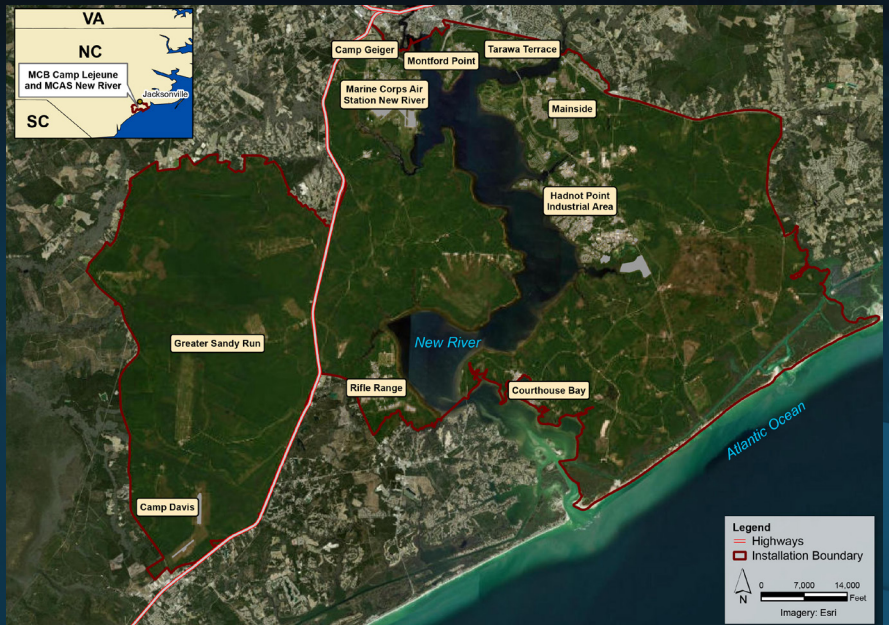 VA
NC
MCB Camp Lejeune
and MCAS New River
Jacksonville
SC
Camp Geiger
Montford Point
Tarawa Terrace
Marine Corps Air
Station New River
Mainside
Hadnot Point
Industrial Area
Greater Sandy Run
New River
Rifle Range
Courthouse Bay
Atlantic Ocean
Camp Davis
Legend
Highways
Installation Boundary
N
0 7,000 14,000
Feet
Imagery: Esri